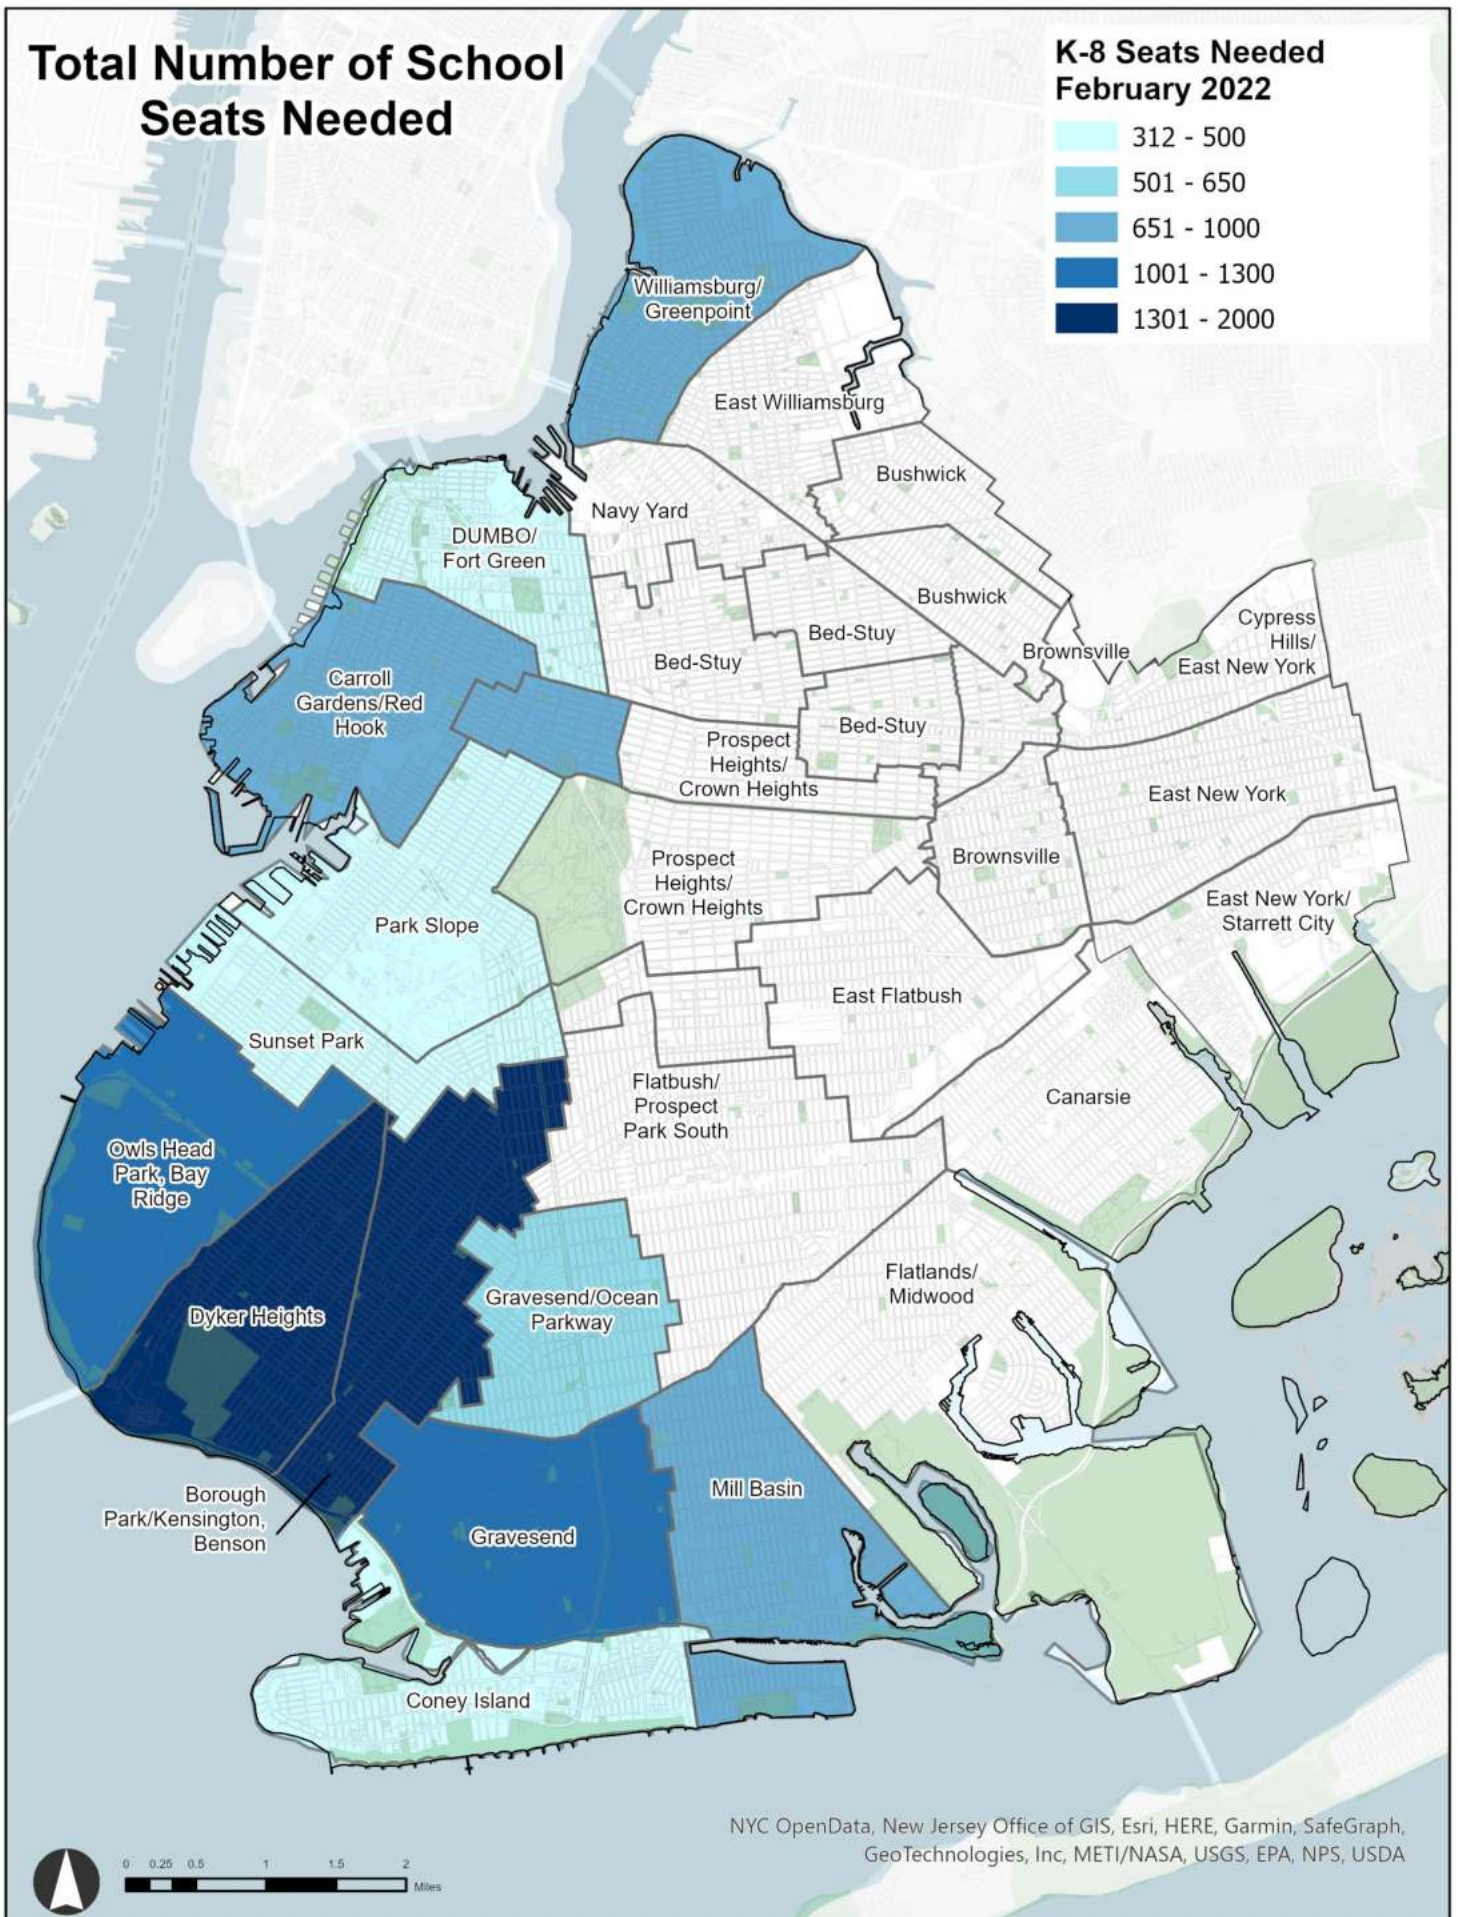 Total Number of School
Seats Needed
K-8 Seats Needed
February 2022
312 - 500
501 - 650
651 - 1000
1001 - 1300
1301 - 2000
Williamsburg/
Greenpoint
East Williamsburg
Bushwick
Navy Yard
DUMBO/
Fort Green
Bushwick
Bed-Stuy
Bed-Stuy
Brownsville
Cypress
Hills/
East New York
Carroll
Gardens/Red
Hook
Bed-Stuy
Prospect
Heights/
Crown Heights
East New York
Prospect
Heights/
Crown Heights
Brownsville
East New York/
Starrett City
Park Slope
East Flatbush
Sunset Park
Flatbush/
Prospect
Park South
Canarsie
Owls Head
Park, Bay
Ridge
Flatlands/
Midwood
Gravesend/Ocean
Parkway
Dyker Heights
Mill Basin
Borough
Park/Kensington,
Benson
Gravesend
Coney Island
NYC OpenData, New Jersey Office of GIS, Esri, HERE, Garmin, SafeGraph,
GeoTechnologies, Inc, METI/NASA, USGS, EPA, NPS, USDA
0 0.25 0.5 1 1.5 2
Miles